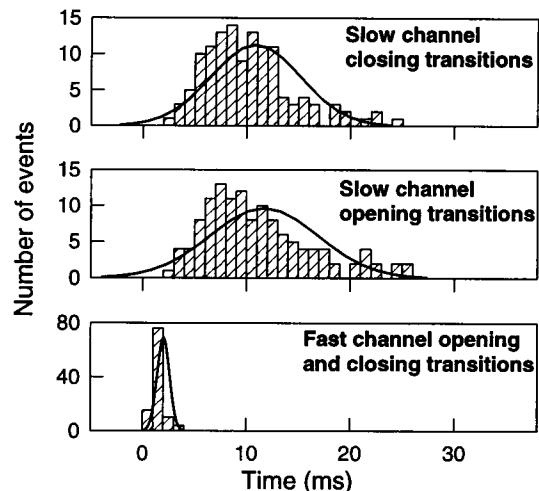 15
10
5
0
Slow channel
closing transitions
15
10
5
0
Slow channel
opening transitions
80
40
0
Fast channel opening
and closing transitions
0 10 20 30
Time (ms)
Number of events